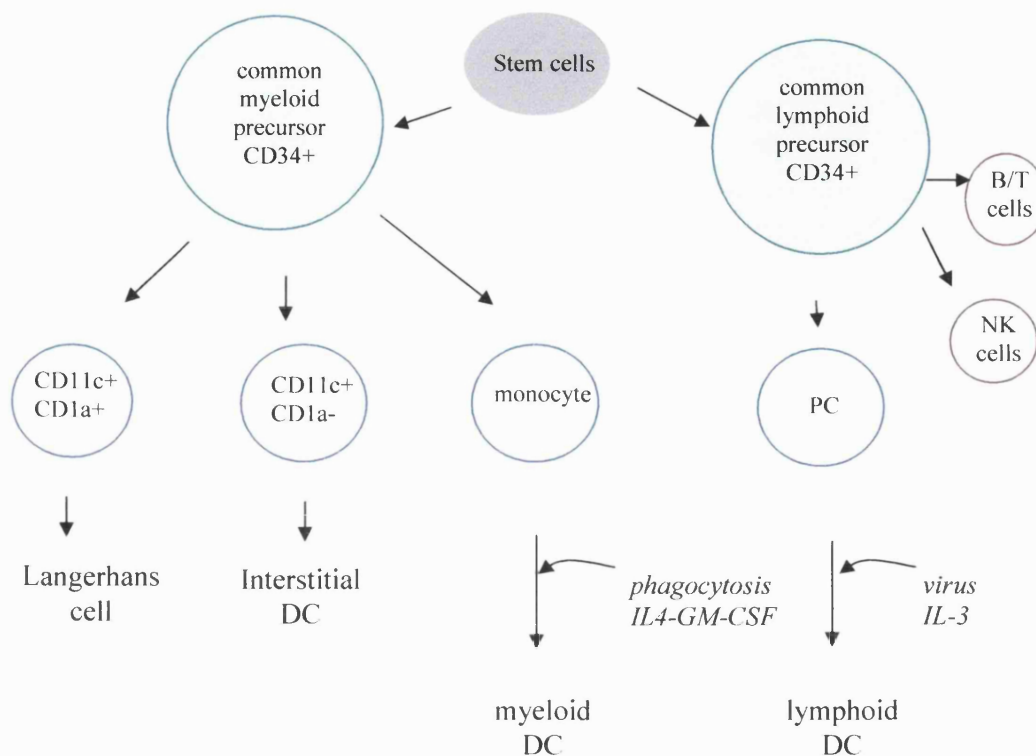 Stem cells
common
myeloid
precursor
CD34+
common
lymphoid
precursor
CD34+
B/T
cells
NK
cells
CD11c+
CD1a+
CD11c+
CD1a-
monocyte
PC
Langerhans
cell
Interstitial
DC
phagocytosis
IL4-GM-CSF
virus
IL-3
myeloid
DC
lymphoid
DC